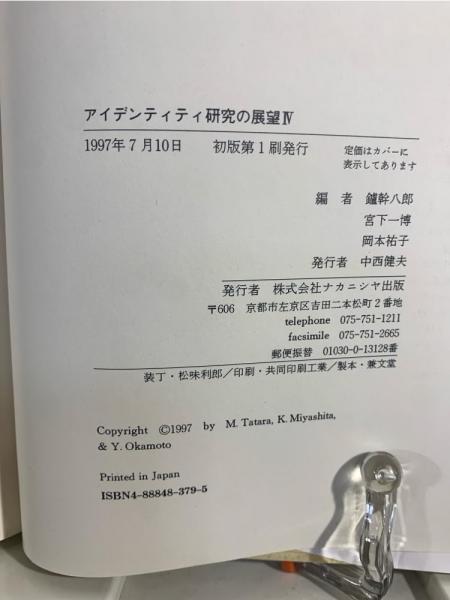 アイデンティティ研究の展望Ⅳ
1997年7月10日　初版第1刷発行
定価はカバーに
表示してあります
編　者　鑪幹八郎
宮下一博
岡本祐子
発行者　中西健夫
発行者　株式会社ナカニシヤ出版
〒606　京都市左京区吉田二本松町2番地
telephone　075-751-1211
facsimile　075-751-2665
郵便振替　01030-0-13128番
装丁・松味利郎／印刷・共同印刷工業／製本・兼文堂
Copyright ©1997 by M. Tatara, K. Miyashita,
& Y. Okamoto
Printed in Japan
ISBN4-88848-379-5